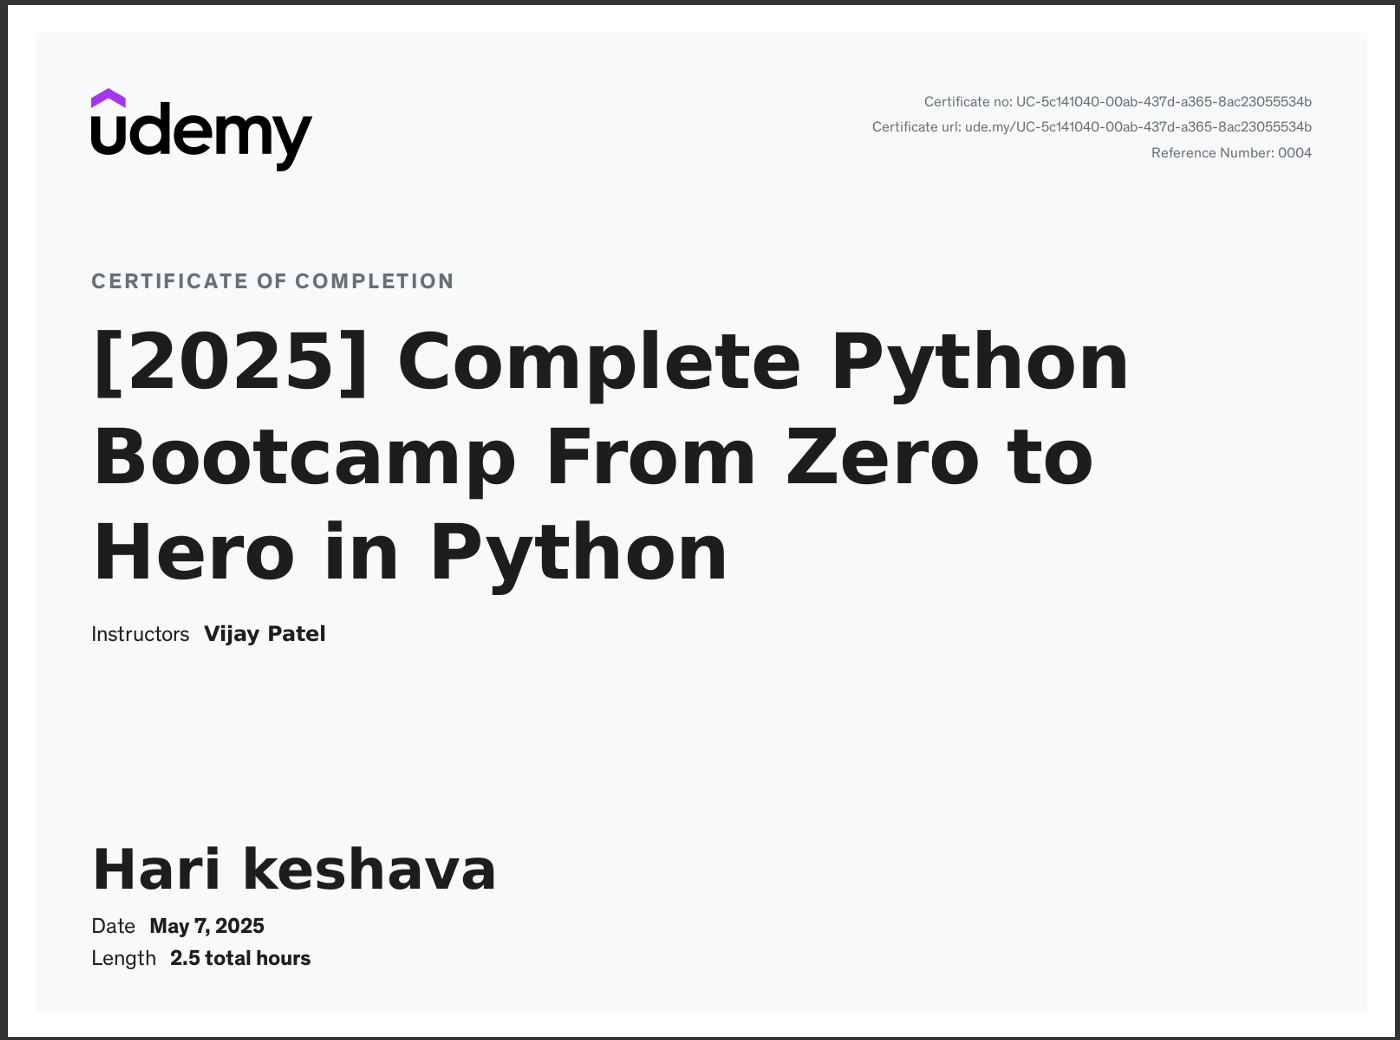 udemy
Certificate no: UC-5c141040-00ab-437d-a365-8ac23055534b
Certificate url: ude.my/UC-5c141040-00ab-437d-a365-8ac23055534b
Reference Number: 0004
CERTIFICATE OF COMPLETION
[2025] Complete Python
Bootcamp From Zero to
Hero in Python
Instructors Vijay Patel
Hari keshava
Date May 7, 2025
Length 2.5 total hours